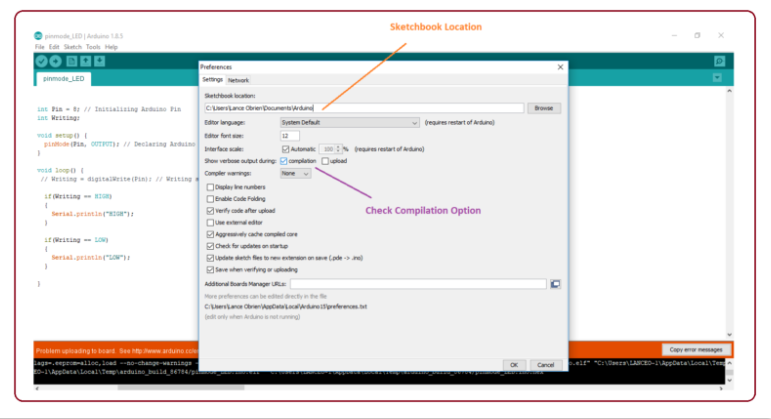 Sketchbook Location
pinmode_LED | Arduino 1.8.5
File Edit Sketch Tools Help
pinmode_LED
Preferences
Settings Network
Sketchbook location:
C:\Users\Lance Obrien\Documents\Arduino
Browse
Editor language: System Default (requires restart of Arduino)
Editor font size: 12
Interface scale: Automatic 100 % (requires restart of Arduino)
Show verbose output during: compilation upload
Compiler warnings: None
Display line numbers
Enable Code Folding
Verify code after upload
Use external editor
Aggressively cache compiled core
Check for updates on startup
Update sketch files to new extension on save (.pde -> .ino)
Save when verifying or uploading
Additional Boards Manager URLs:
More preferences can be edited directly in the file
C:\Users\Lance Obrien\AppData\Local\Arduino15\preferences.txt
(edit only when Arduino is not running)
OK Cancel
Check Compilation Option
int Pin = 8; // Initializing Arduino Pin
int Writing;
void setup() {
pinMode(Pin, OUTPUT); // Declaring Arduino
}
void loop() {
// Writing = digitalWrite(Pin); // Writing
if(Writing == HIGH)
{
Serial.println("HIGH");
}
if(Writing == LOW)
{
Serial.println("LOW");
}
}
Problem uploading to board. See http://www.arduino.cc/en
Copy error messages
lags=.eeprom=alloc,load --no-change-warnings
.elf" "C:\Users\LANCEO~1\AppData\Local\Temp
EO~1\AppData\Local\Temp\arduino_build_86784/